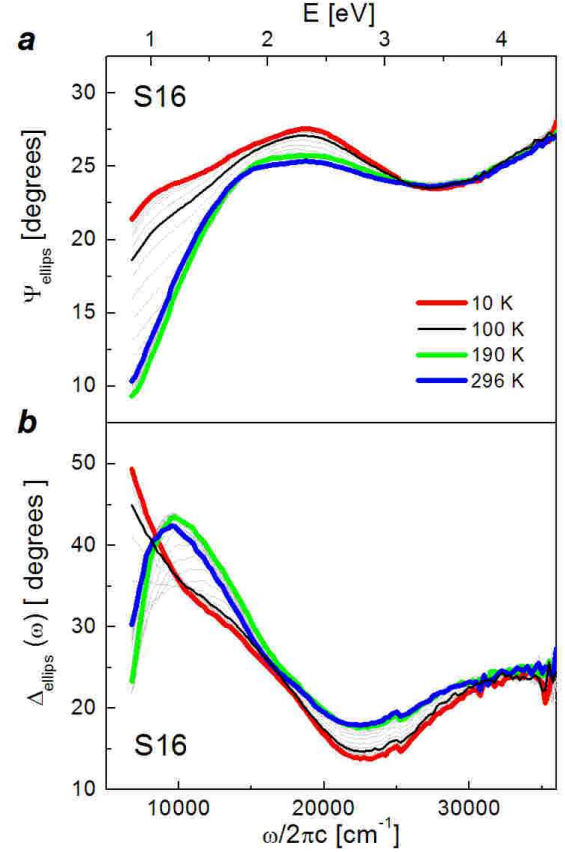 E [eV]
1 2 3 4
a
S16
30
25
20
15
10
Ψellips [degrees]
10 K
100 K
190 K
296 K
b
50
40
30
20
10
Δellips (ω) [ degrees]
S16
10000 20000 30000
ω/2πc [cm⁻¹]